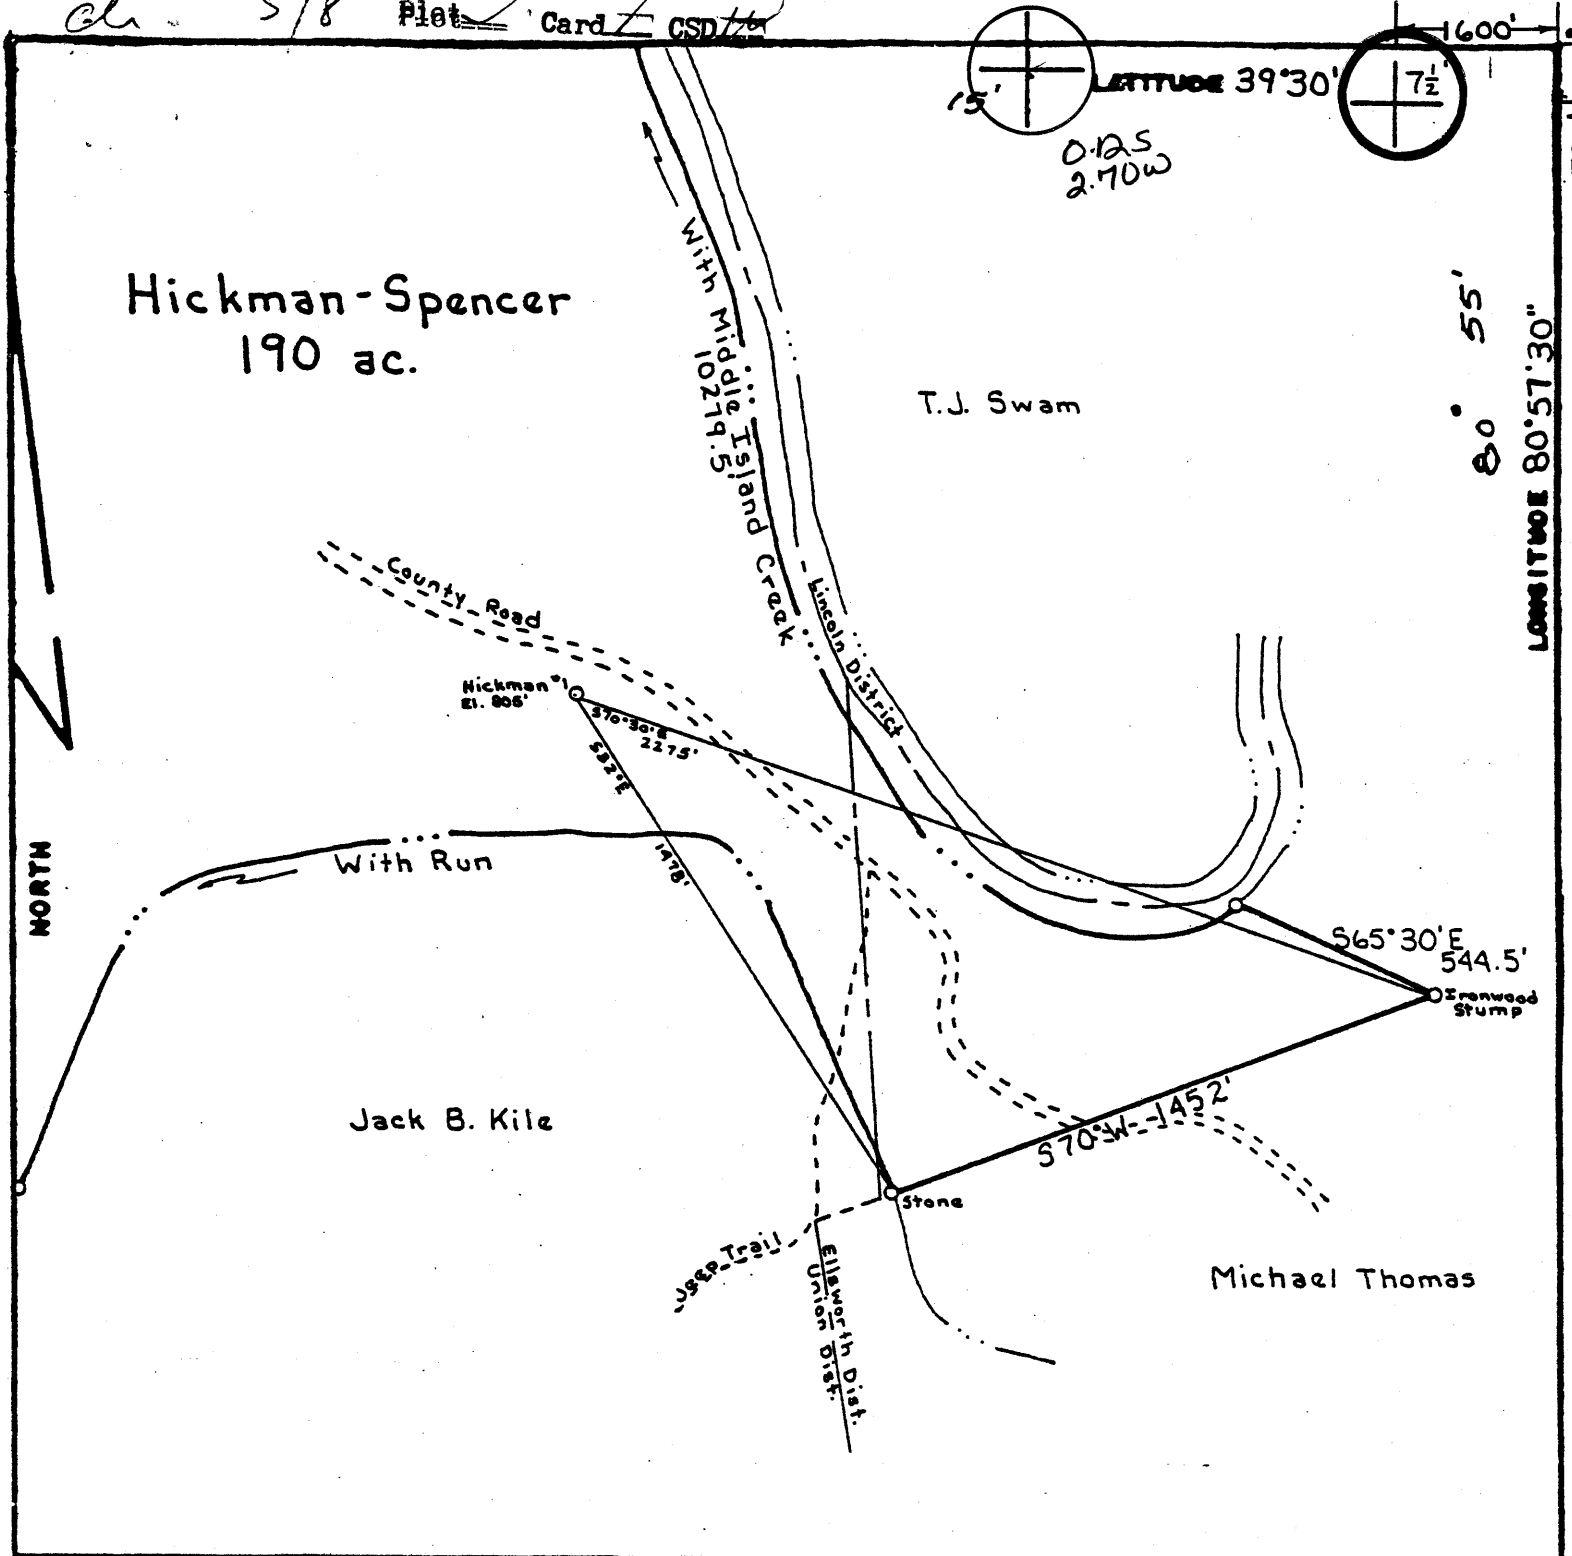 5/8 Plat Card CSD
1600'
15'
LATITUDE 39°30'
7½'
0.12S
2.70W
Hickman-Spencer
190 ac.
With Middle Island Creek
10279.5'
T.J. Swam
80° 55'
LONGITUDE 80°57'30"
County Road
Lincoln District
Hickman #1
El. 806'
S70°30'E
2275'
S32°E
1478'
NORTH
With Run
S65°30'E
544.5'
Ironwood
Stump
Jack B. Kile
S70°W-1452'
Stone
Jeep Trail
Ellsworth Dist.
Union Dist.
Michael Thomas